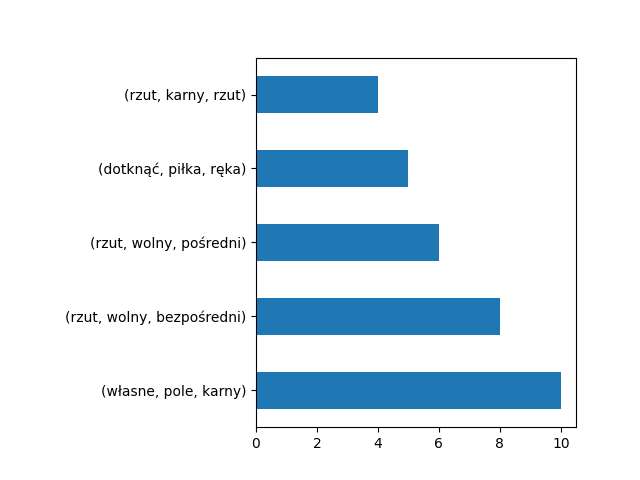 (rzut, karny, rzut)
(dotknąć, piłka, ręka)
(rzut, wolny, pośredni)
(rzut, wolny, bezpośredni)
(własne, pole, karny)
0 2 4 6 8 10